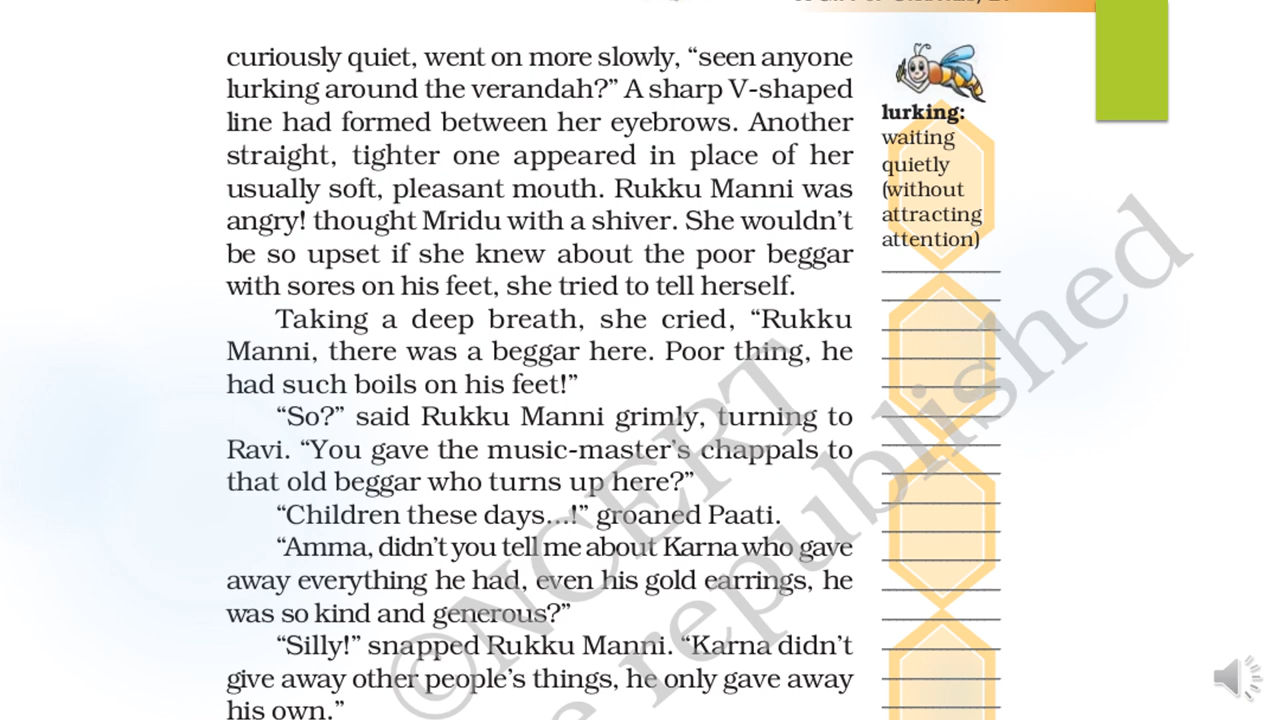 curiously quiet, went on more slowly, “seen anyone
lurking around the verandah?” A sharp V-shaped
line had formed between her eyebrows. Another
straight, tighter one appeared in place of her
usually soft, pleasant mouth. Rukku Manni was
angry! thought Mridu with a shiver. She wouldn’t
be so upset if she knew about the poor beggar
with sores on his feet, she tried to tell herself.
Taking a deep breath, she cried, “Rukku
Manni, there was a beggar here. Poor thing, he
had such boils on his feet!”
“So?” said Rukku Manni grimly, turning to
Ravi. “You gave the music-master’s chappals to
that old beggar who turns up here?”
“Children these days...!” groaned Paati.
“Amma, didn’t you tell me about Karna who gave
away everything he had, even his gold earrings, he
was so kind and generous?”
“Silly!” snapped Rukku Manni. “Karna didn’t
give away other people’s things, he only gave away
his own.”
lurking:
waiting
quietly
(without
attracting
attention)
©NCERT
republished